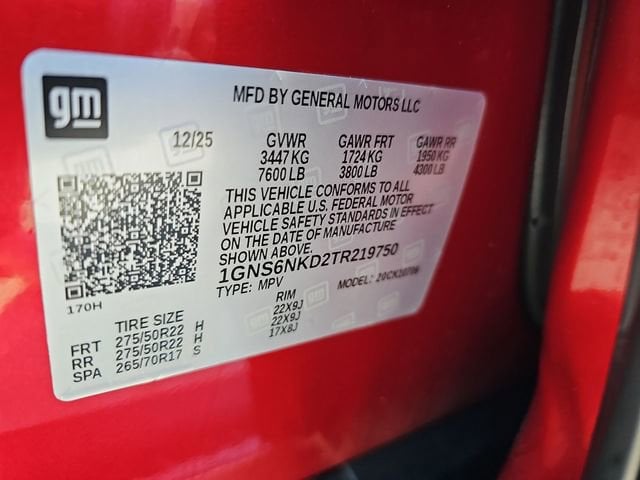 gm
MFD BY GENERAL MOTORS LLC
12/25 GVWR GAWR FRT GAWR RR
3447 KG 1724 KG 1950 KG
7600 LB 3800 LB 4300 LB
THIS VEHICLE CONFORMS TO ALL
APPLICABLE U.S. FEDERAL MOTOR
VEHICLE SAFETY STANDARDS IN EFFECT
ON THE DATE OF MANUFACTURE
SHOWN ABOVE.
1GNS6NKD2TR219750
TYPE: MPV MODEL: 20CK10706
170H
TIRE SIZE RIM
FRT 275/50R22 H 22X9J
RR 275/50R22 H 22X9J
SPA 265/70R17 S 17X8J